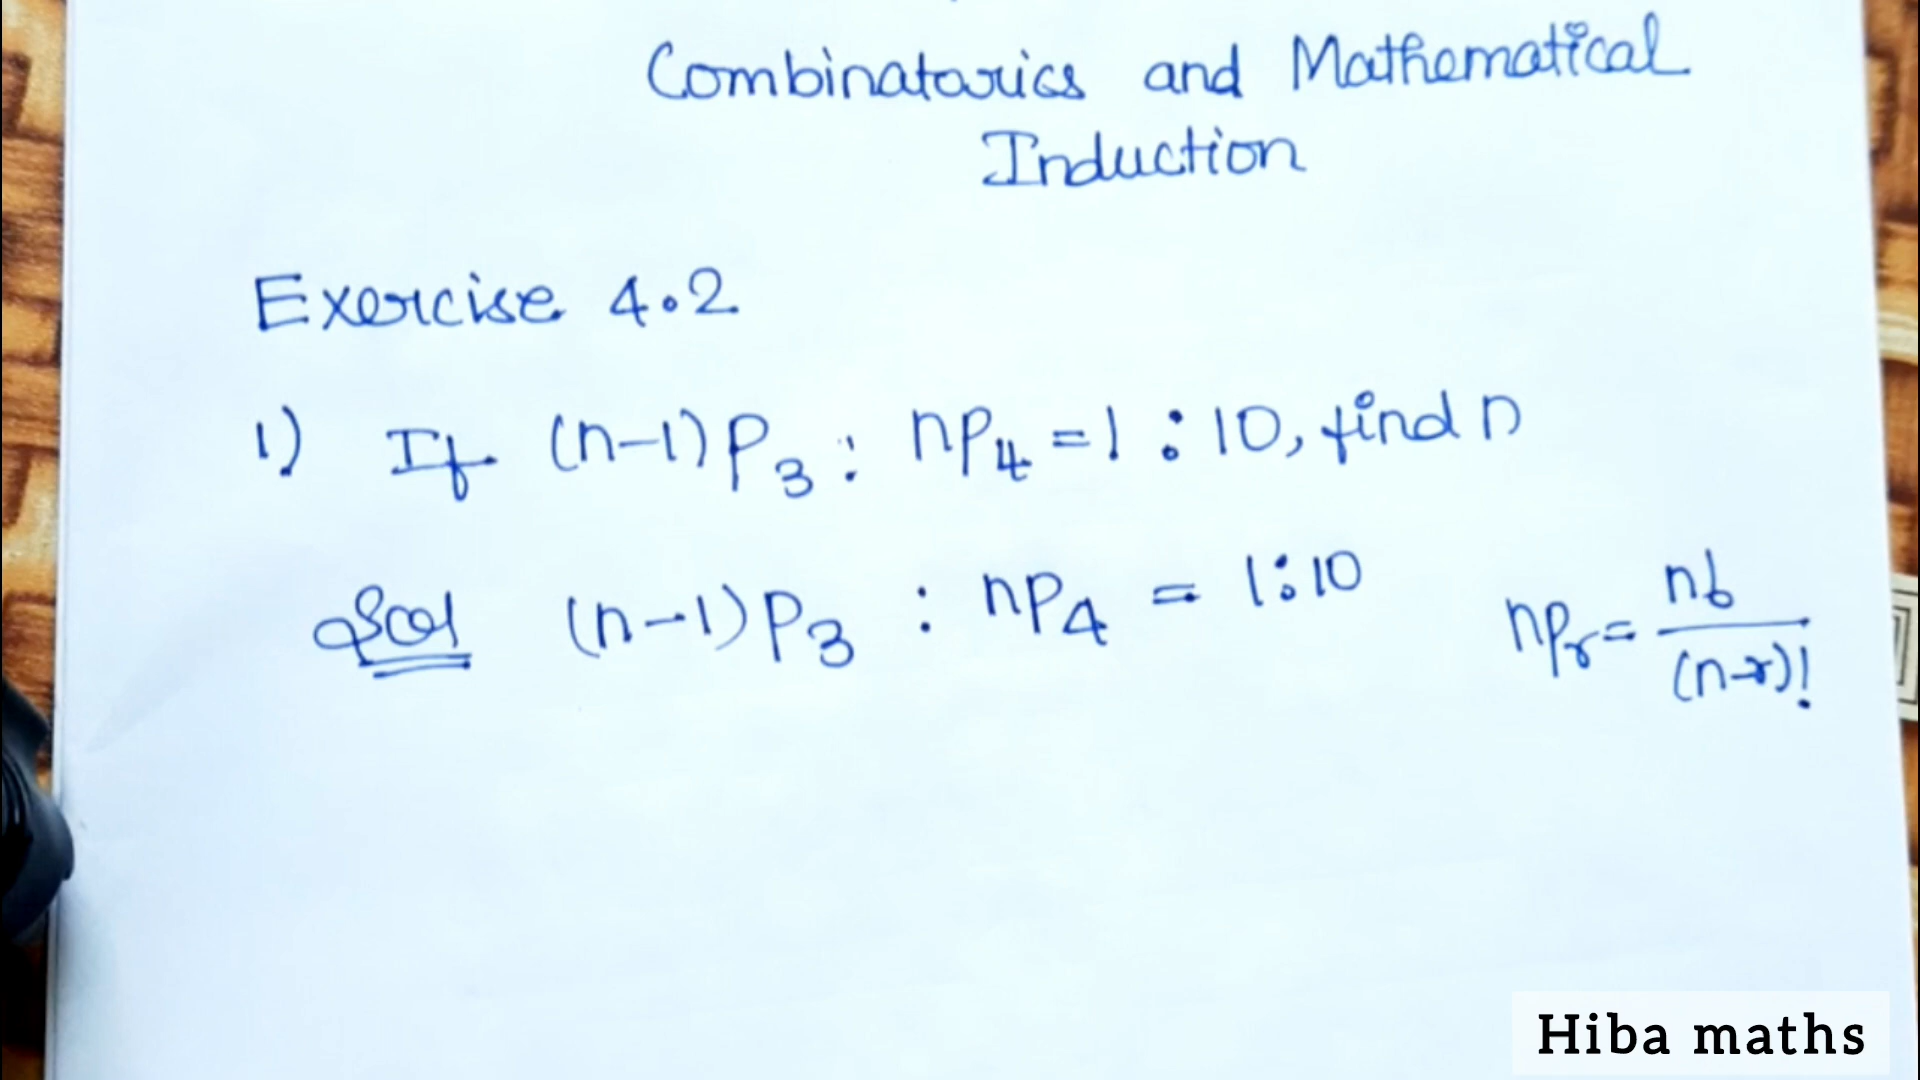 Combinatorics and Mathematical
Induction
Exercise 4.2
1) If (n-1)P₃ : nP₄ = 1 : 10, find n
Sol (n-1)P₃ : nP₄ = 1:10
nPr = n! / (n-r)!
Hiba maths